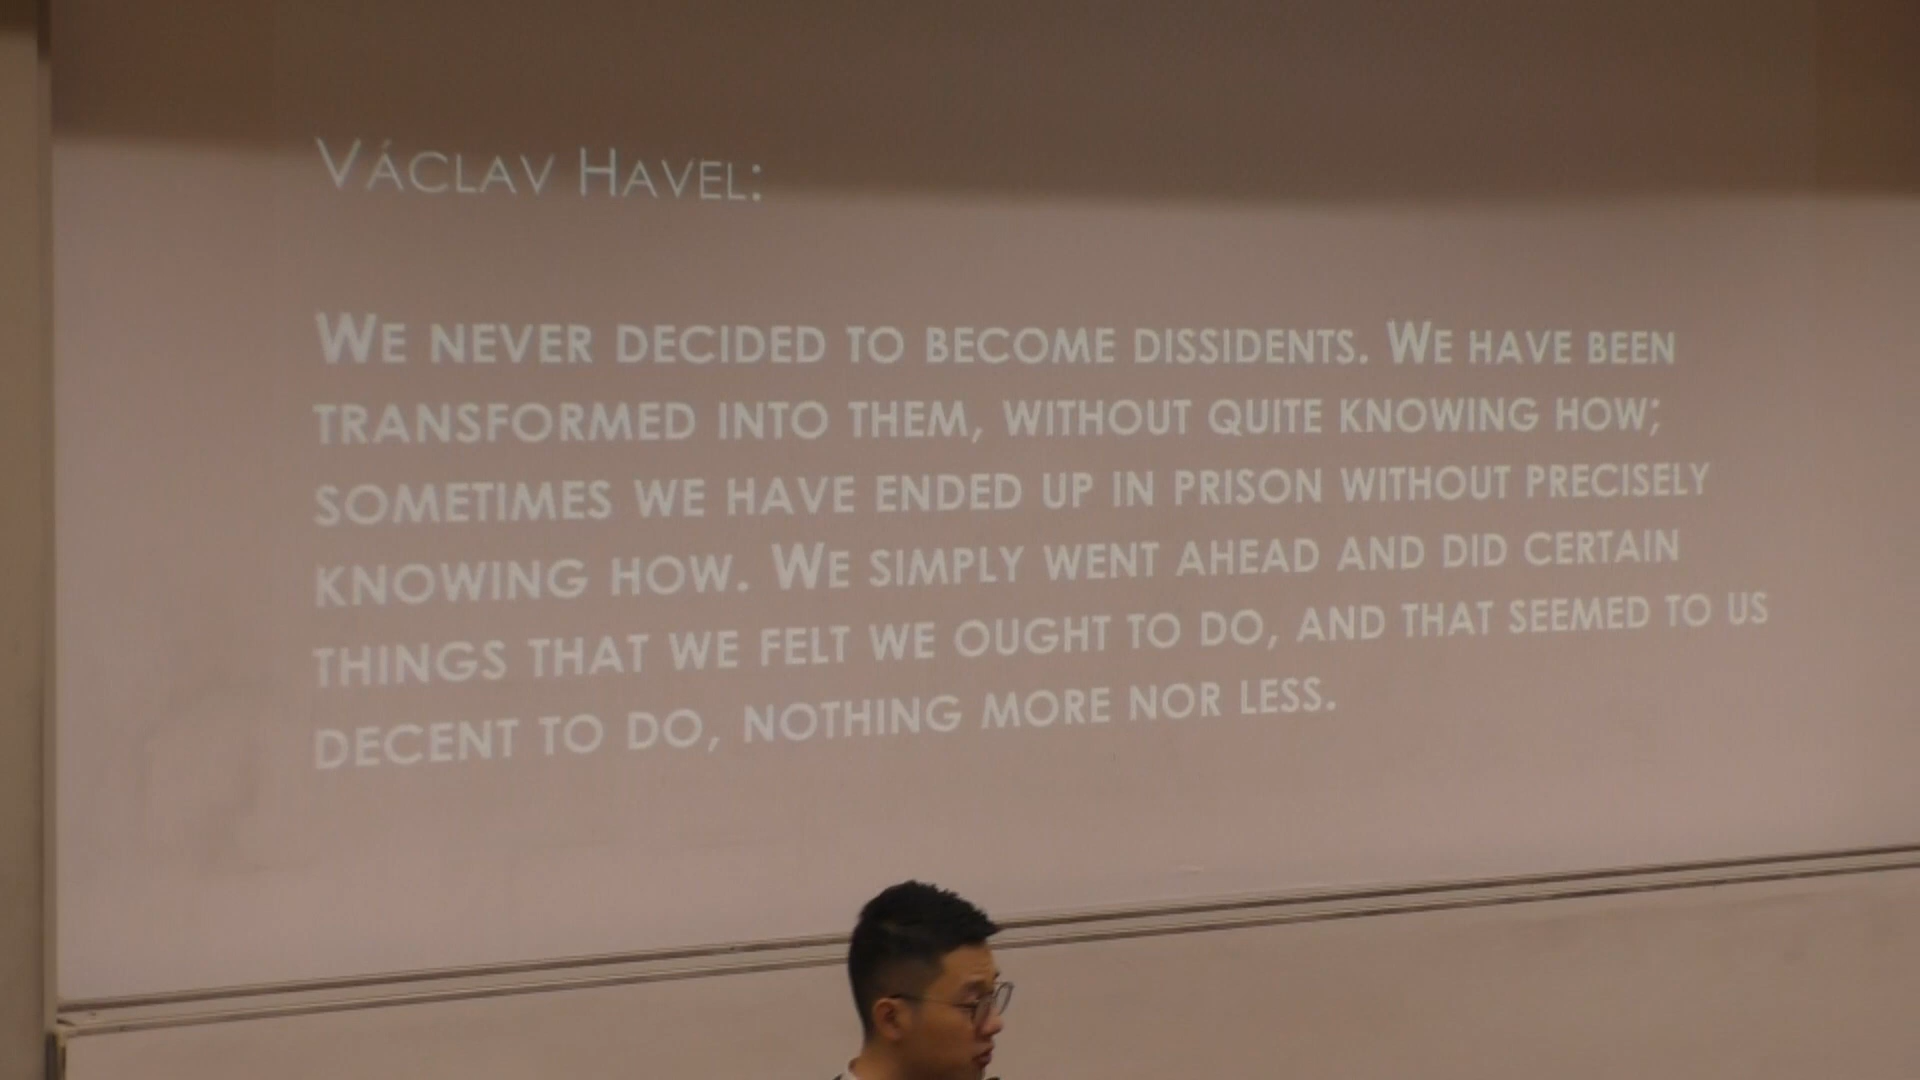 VÁCLAV HAVEL:
WE NEVER DECIDED TO BECOME DISSIDENTS. WE HAVE BEEN
TRANSFORMED INTO THEM, WITHOUT QUITE KNOWING HOW;
SOMETIMES WE HAVE ENDED UP IN PRISON WITHOUT PRECISELY
KNOWING HOW. WE SIMPLY WENT AHEAD AND DID CERTAIN
THINGS THAT WE FELT WE OUGHT TO DO, AND THAT SEEMED TO US
DECENT TO DO, NOTHING MORE NOR LESS.